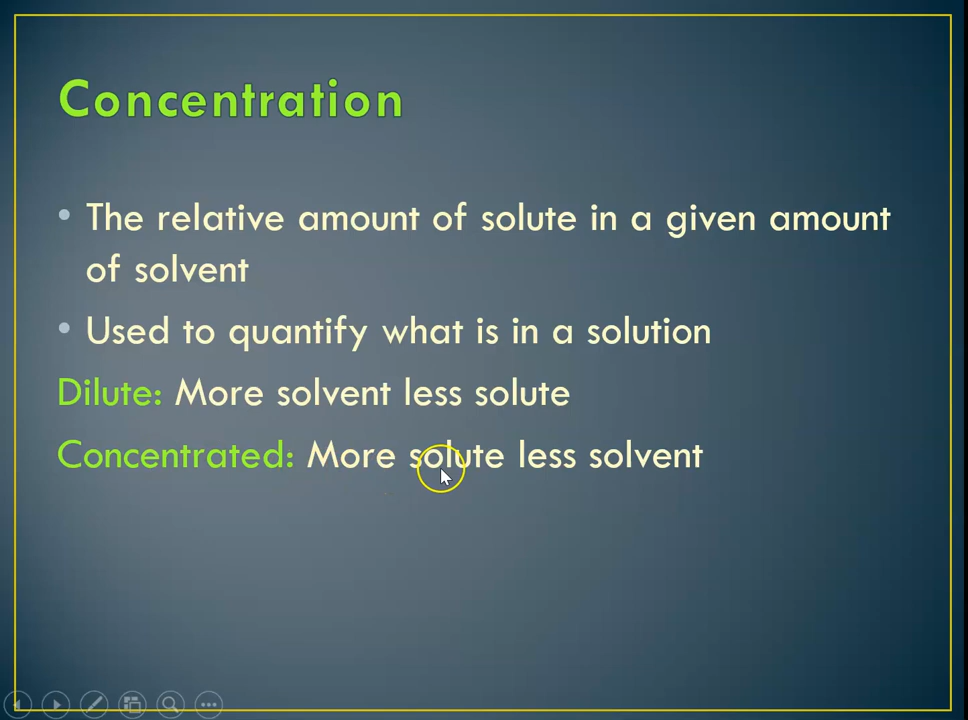 Concentration
• The relative amount of solute in a given amount
of solvent
• Used to quantify what is in a solution
Dilute: More solvent less solute
Concentrated: More solute less solvent